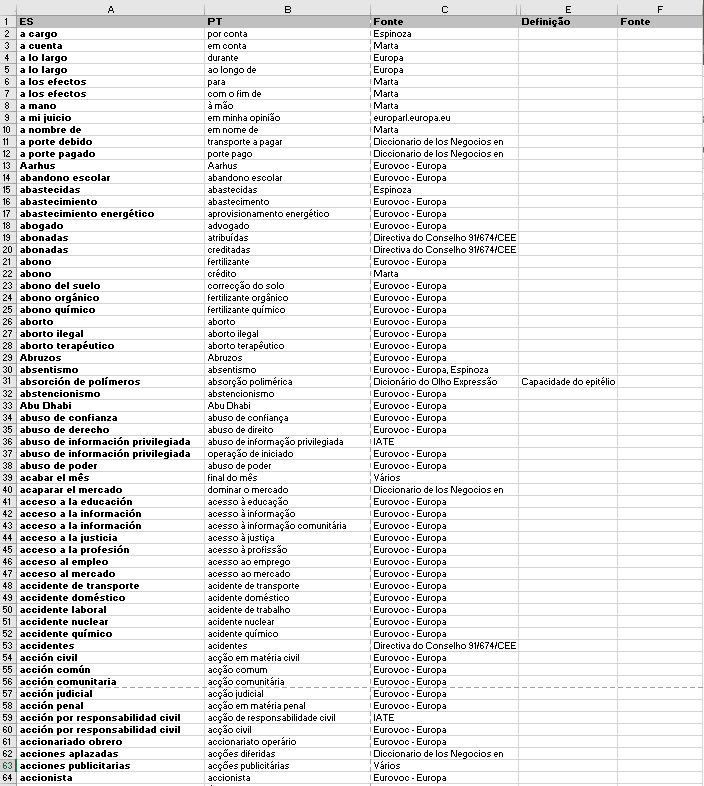 A B C E F
1 ES PT Fonte Definição Fonte
2 a cargo por conta Espinoza
3 a cuenta em conta Marta
4 a lo largo durante Europa
5 a lo largo ao longo de Europa
6 a los efectos para Marta
7 a los efectos com o fim de Marta
8 a mano à mão Marta
9 a mi juicio em minha opinião europarl.europa.eu
10 a nombre de em nome de Marta
11 a porte debido transporte a pagar Diccionario de los Negocios en
12 a porte pagado porte pago Diccionario de los Negocios en
13 Aarhus Aarhus Eurovoc - Europa
14 abandono escolar abandono escolar Eurovoc - Europa
15 abastecidas abastecidas Espinoza
16 abastecimiento abastecimento Eurovoc - Europa
17 abastecimiento energético aprovisionamento energético Eurovoc - Europa
18 abogado advogado Eurovoc - Europa
19 abonadas atribuídas Directiva do Conselho 91/674/CEE
20 abonadas creditadas Directiva do Conselho 91/674/CEE
21 abono fertilizante Eurovoc - Europa
22 abono crédito Marta
23 abono del suelo correcção do solo Eurovoc - Europa
24 abono orgánico fertilizante orgânico Eurovoc - Europa
25 abono químico fertilizante químico Eurovoc - Europa
26 aborto aborto Eurovoc - Europa
27 aborto ilegal aborto ilegal Eurovoc - Europa
28 aborto terapéutico aborto terapêutico Eurovoc - Europa
29 Abruzos Abruzos Eurovoc - Europa
30 absentismo absentismo Eurovoc - Europa, Espinoza
31 absorción de polímeros absorção polimérica Dicionário do Olho Expressão Capacidade do epitélio
32 abstencionismo abstencionismo Eurovoc - Europa
33 Abu Dhabi Abu Dhabi Eurovoc - Europa
34 abuso de confianza abuso de confiança Eurovoc - Europa
35 abuso de derecho abuso de direito Eurovoc - Europa
36 abuso de información privilegiada abuso de informação privilegiada IATE
37 abuso de información privilegiada operação de iniciado Eurovoc - Europa
38 abuso de poder abuso de poder Eurovoc - Europa
39 acabar el mês final do mês Vários
40 acaparar el mercado dominar o mercado Diccionario de los Negocios en
41 acceso a la educación acesso à educação Eurovoc - Europa
42 acceso a la información acesso à informação Eurovoc - Europa
43 acceso a la información acesso à informação comunitária Eurovoc - Europa
44 acceso a la justicia acesso à justiça Eurovoc - Europa
45 acceso a la profesión acesso à profissão Eurovoc - Europa
46 acceso al empleo acesso ao emprego Eurovoc - Europa
47 acceso al mercado acesso ao mercado Eurovoc - Europa
48 accidente de transporte acidente de transporte Eurovoc - Europa
49 accidente doméstico acidente doméstico Eurovoc - Europa
50 accidente laboral acidente de trabalho Eurovoc - Europa
51 accidente nuclear acidente nuclear Eurovoc - Europa
52 accidente químico acidente químico Eurovoc - Europa
53 accidentes acidentes Directiva do Conselho 91/674/CEE
54 acción civil acção em matéria civil Eurovoc - Europa
55 acción común acção comum Eurovoc - Europa
56 acción comunitaria acção comunitária Eurovoc - Europa
57 acción judicial acção judicial Eurovoc - Europa
58 acción penal acção em matéria penal Eurovoc - Europa
59 acción por responsabilidad civil acção de responsabilidade civil IATE
60 acción por responsabilidad civil acção civil Eurovoc - Europa
61 accionariado obrero accionariato operário Eurovoc - Europa
62 acciones aplazadas acções diferidas Diccionario de los Negocios en
63 acciones publicitarias acções publicitárias Vários
64 accionista accionista Eurovoc - Europa